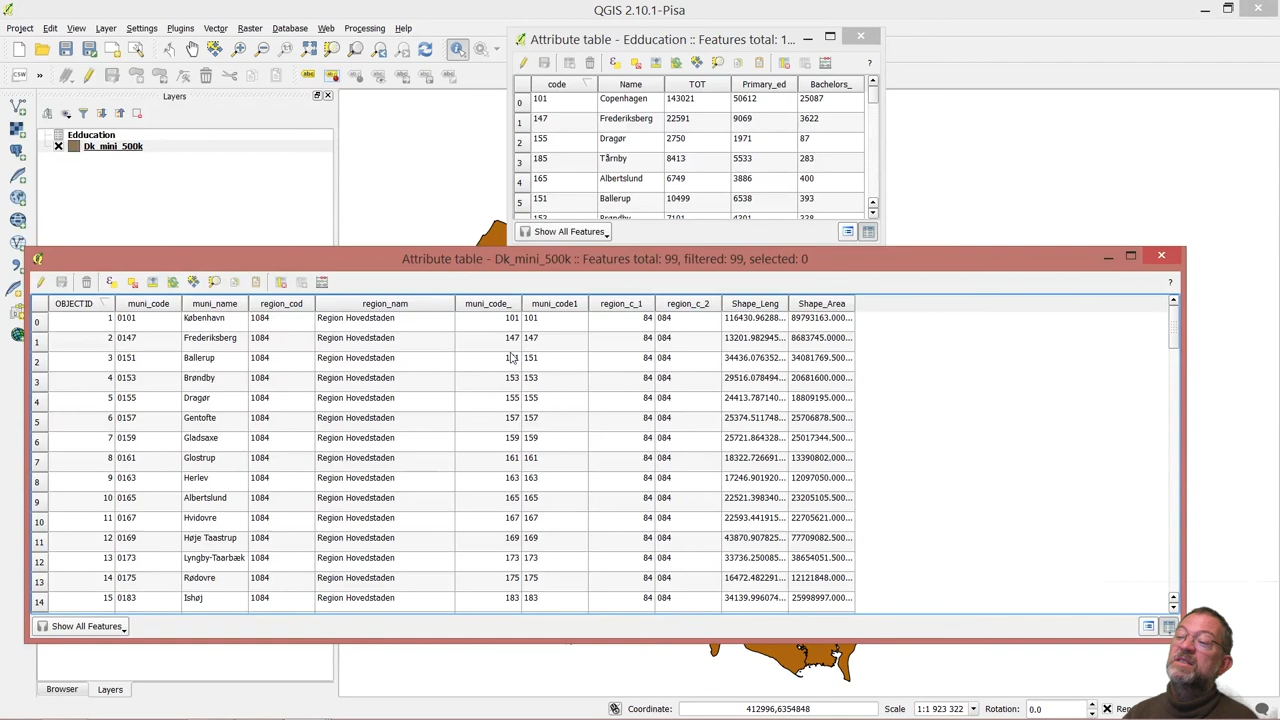 QGIS 2.10.1-Pisa
Project Edit View Layer Settings Plugins Vector Raster Database Web Processing Help
Attribute table - Edducation :: Features total: 1...
CSW
abc
Layers
Edducation
Dk_mini_500k
code Name TOT Primary_ed Bachelors_
0 101 Copenhagen 143021 50612 25087
1 147 Frederiksberg 22591 9069 3622
2 155 Dragør 2750 1971 87
3 185 Tårnby 8413 5533 283
4 165 Albertslund 6749 3886 400
5 151 Ballerup 10499 6538 393
Show All Features
Attribute table - Dk_mini_500k :: Features total: 99, filtered: 99, selected: 0
OBJECTID muni_code muni_name region_cod region_nam muni_code_ muni_code1 region_c_1 region_c_2 Shape_Leng Shape_Area
0 1 0101 København 1084 Region Hovedstaden 101 101 84 084 116430.96288... 89793163.000...
1 2 0147 Frederiksberg 1084 Region Hovedstaden 147 147 84 084 13201.982945... 8683745.0000...
2 3 0151 Ballerup 1084 Region Hovedstaden 151 84 084 34436.076352... 34081769.500...
3 4 0153 Brøndby 1084 Region Hovedstaden 153 153 84 084 29516.078494... 20681600.000...
4 5 0155 Dragør 1084 Region Hovedstaden 155 155 84 084 24413.787140... 18809195.000...
5 6 0157 Gentofte 1084 Region Hovedstaden 157 157 84 084 25374.511748... 25706878.500...
6 7 0159 Gladsaxe 1084 Region Hovedstaden 159 159 84 084 25721.864328... 25017344.500...
7 8 0161 Glostrup 1084 Region Hovedstaden 161 161 84 084 18322.726691... 13390802.000...
8 9 0163 Herlev 1084 Region Hovedstaden 163 163 84 084 17246.901920... 12097050.000...
9 10 0165 Albertslund 1084 Region Hovedstaden 165 165 84 084 22521.398340... 23205105.500...
10 11 0167 Hvidovre 1084 Region Hovedstaden 167 167 84 084 22593.441915... 22705621.000...
11 12 0169 Høje Taastrup 1084 Region Hovedstaden 169 169 84 084 43870.907825... 77709082.500...
12 13 0173 Lyngby-Taarbæk 1084 Region Hovedstaden 173 173 84 084 33736.250085... 38654051.500...
13 14 0175 Rødovre 1084 Region Hovedstaden 175 175 84 084 16472.482291... 12121848.000...
14 15 0183 Ishøj 1084 Region Hovedstaden 183 183 84 084 34139.996074... 25998997.000...
Show All Features
Browser Layers
Coordinate: 412996,6354848 Scale 1:1 923 322 Rotation: 0.0